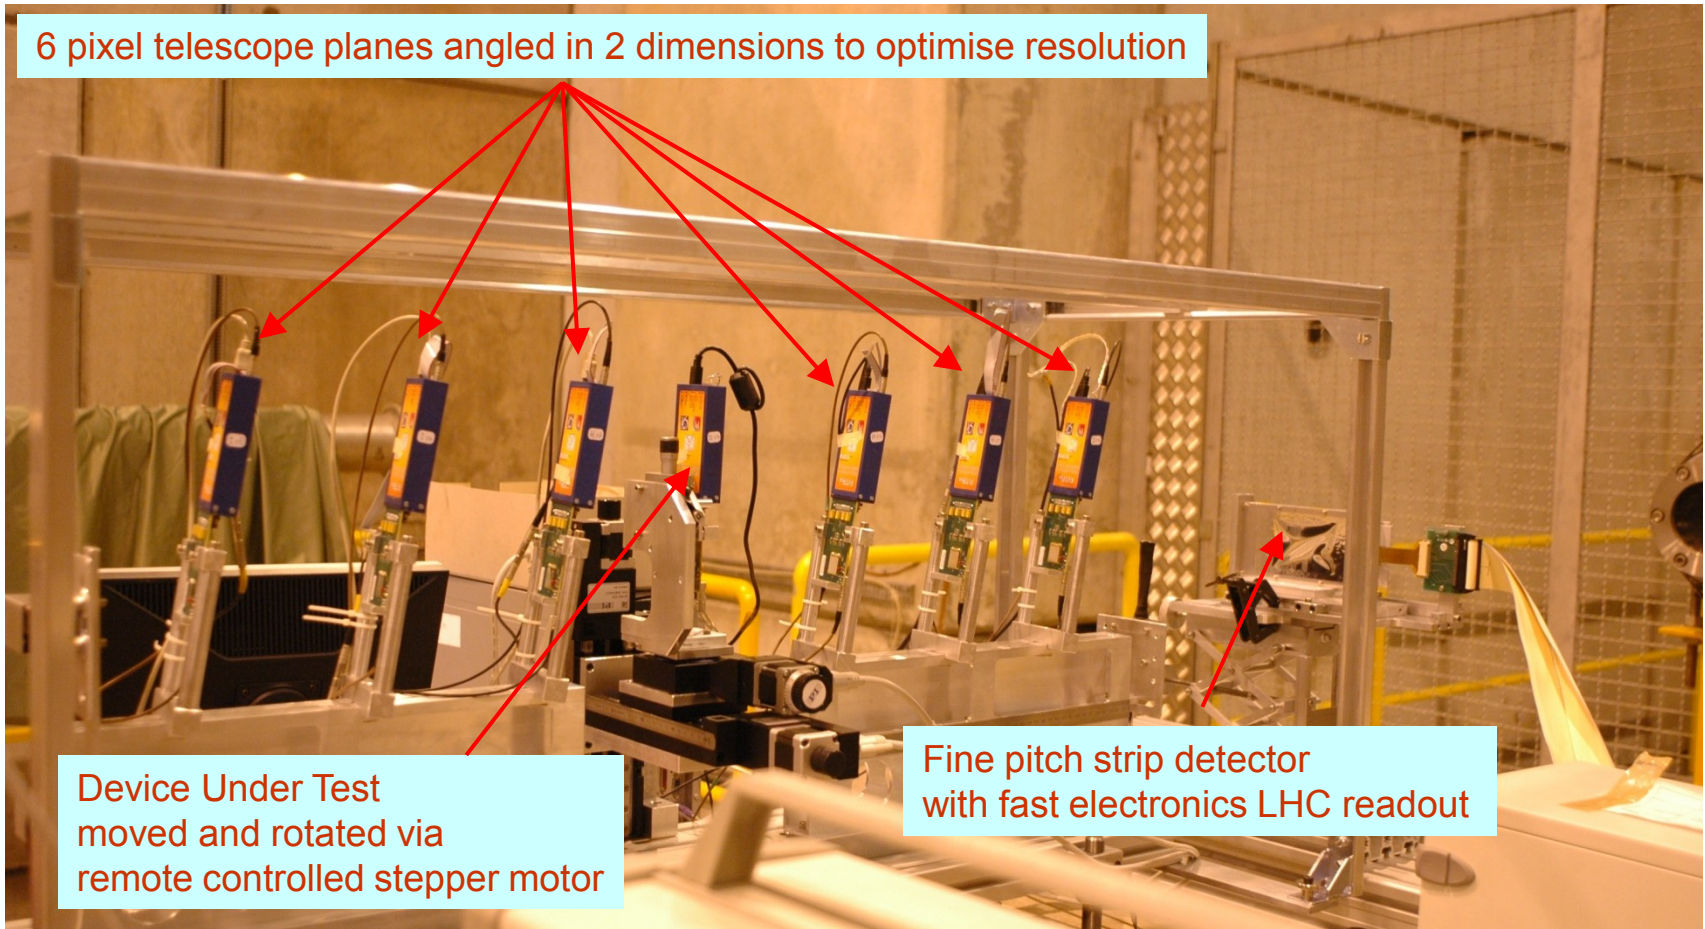 6 pixel telescope planes angled in 2 dimensions to optimise resolution
Device Under Test
moved and rotated via
remote controlled stepper motor
Fine pitch strip detector
with fast electronics LHC readout